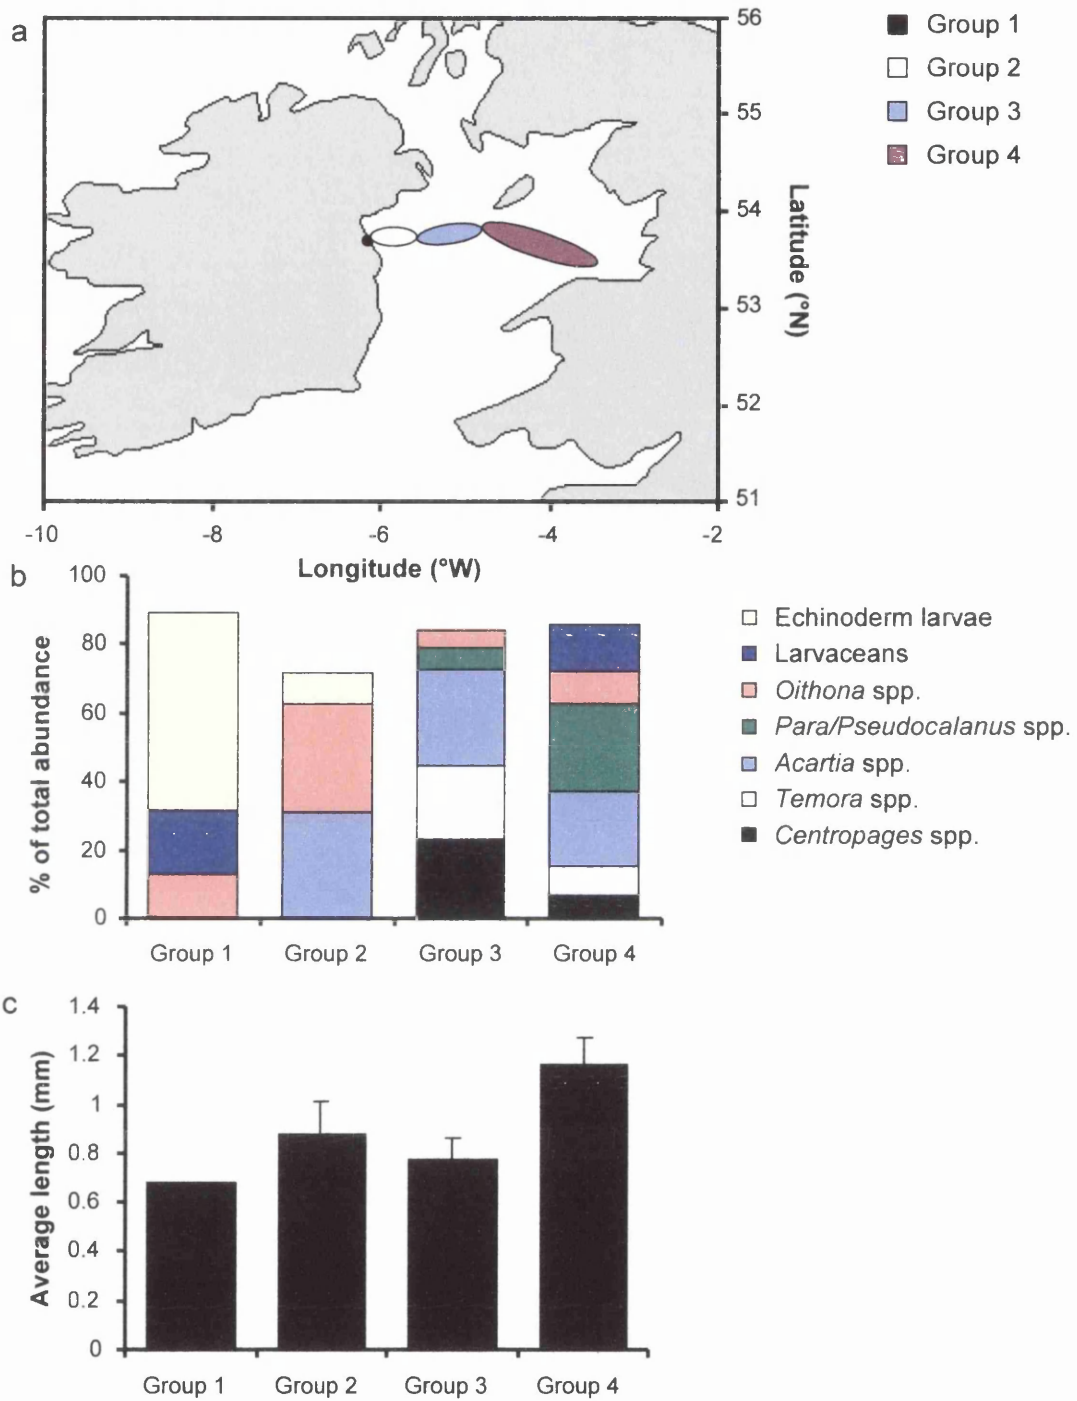 a
Group 1
Group 2
Group 3
Group 4
56
55
54
53
52
51
Latitude (°N)
-10 -8 -6 -4 -2
Longitude (°W)
b
100
80
60
40
20
0
% of total abundance
Group 1 Group 2 Group 3 Group 4
Echinoderm larvae
Larvaceans
Oithona spp.
Para/Pseudocalanus spp.
Acartia spp.
Temora spp.
Centropages spp.
c
1.4
1.2
1
0.8
0.6
0.4
0.2
0
Average length (mm)
Group 1 Group 2 Group 3 Group 4